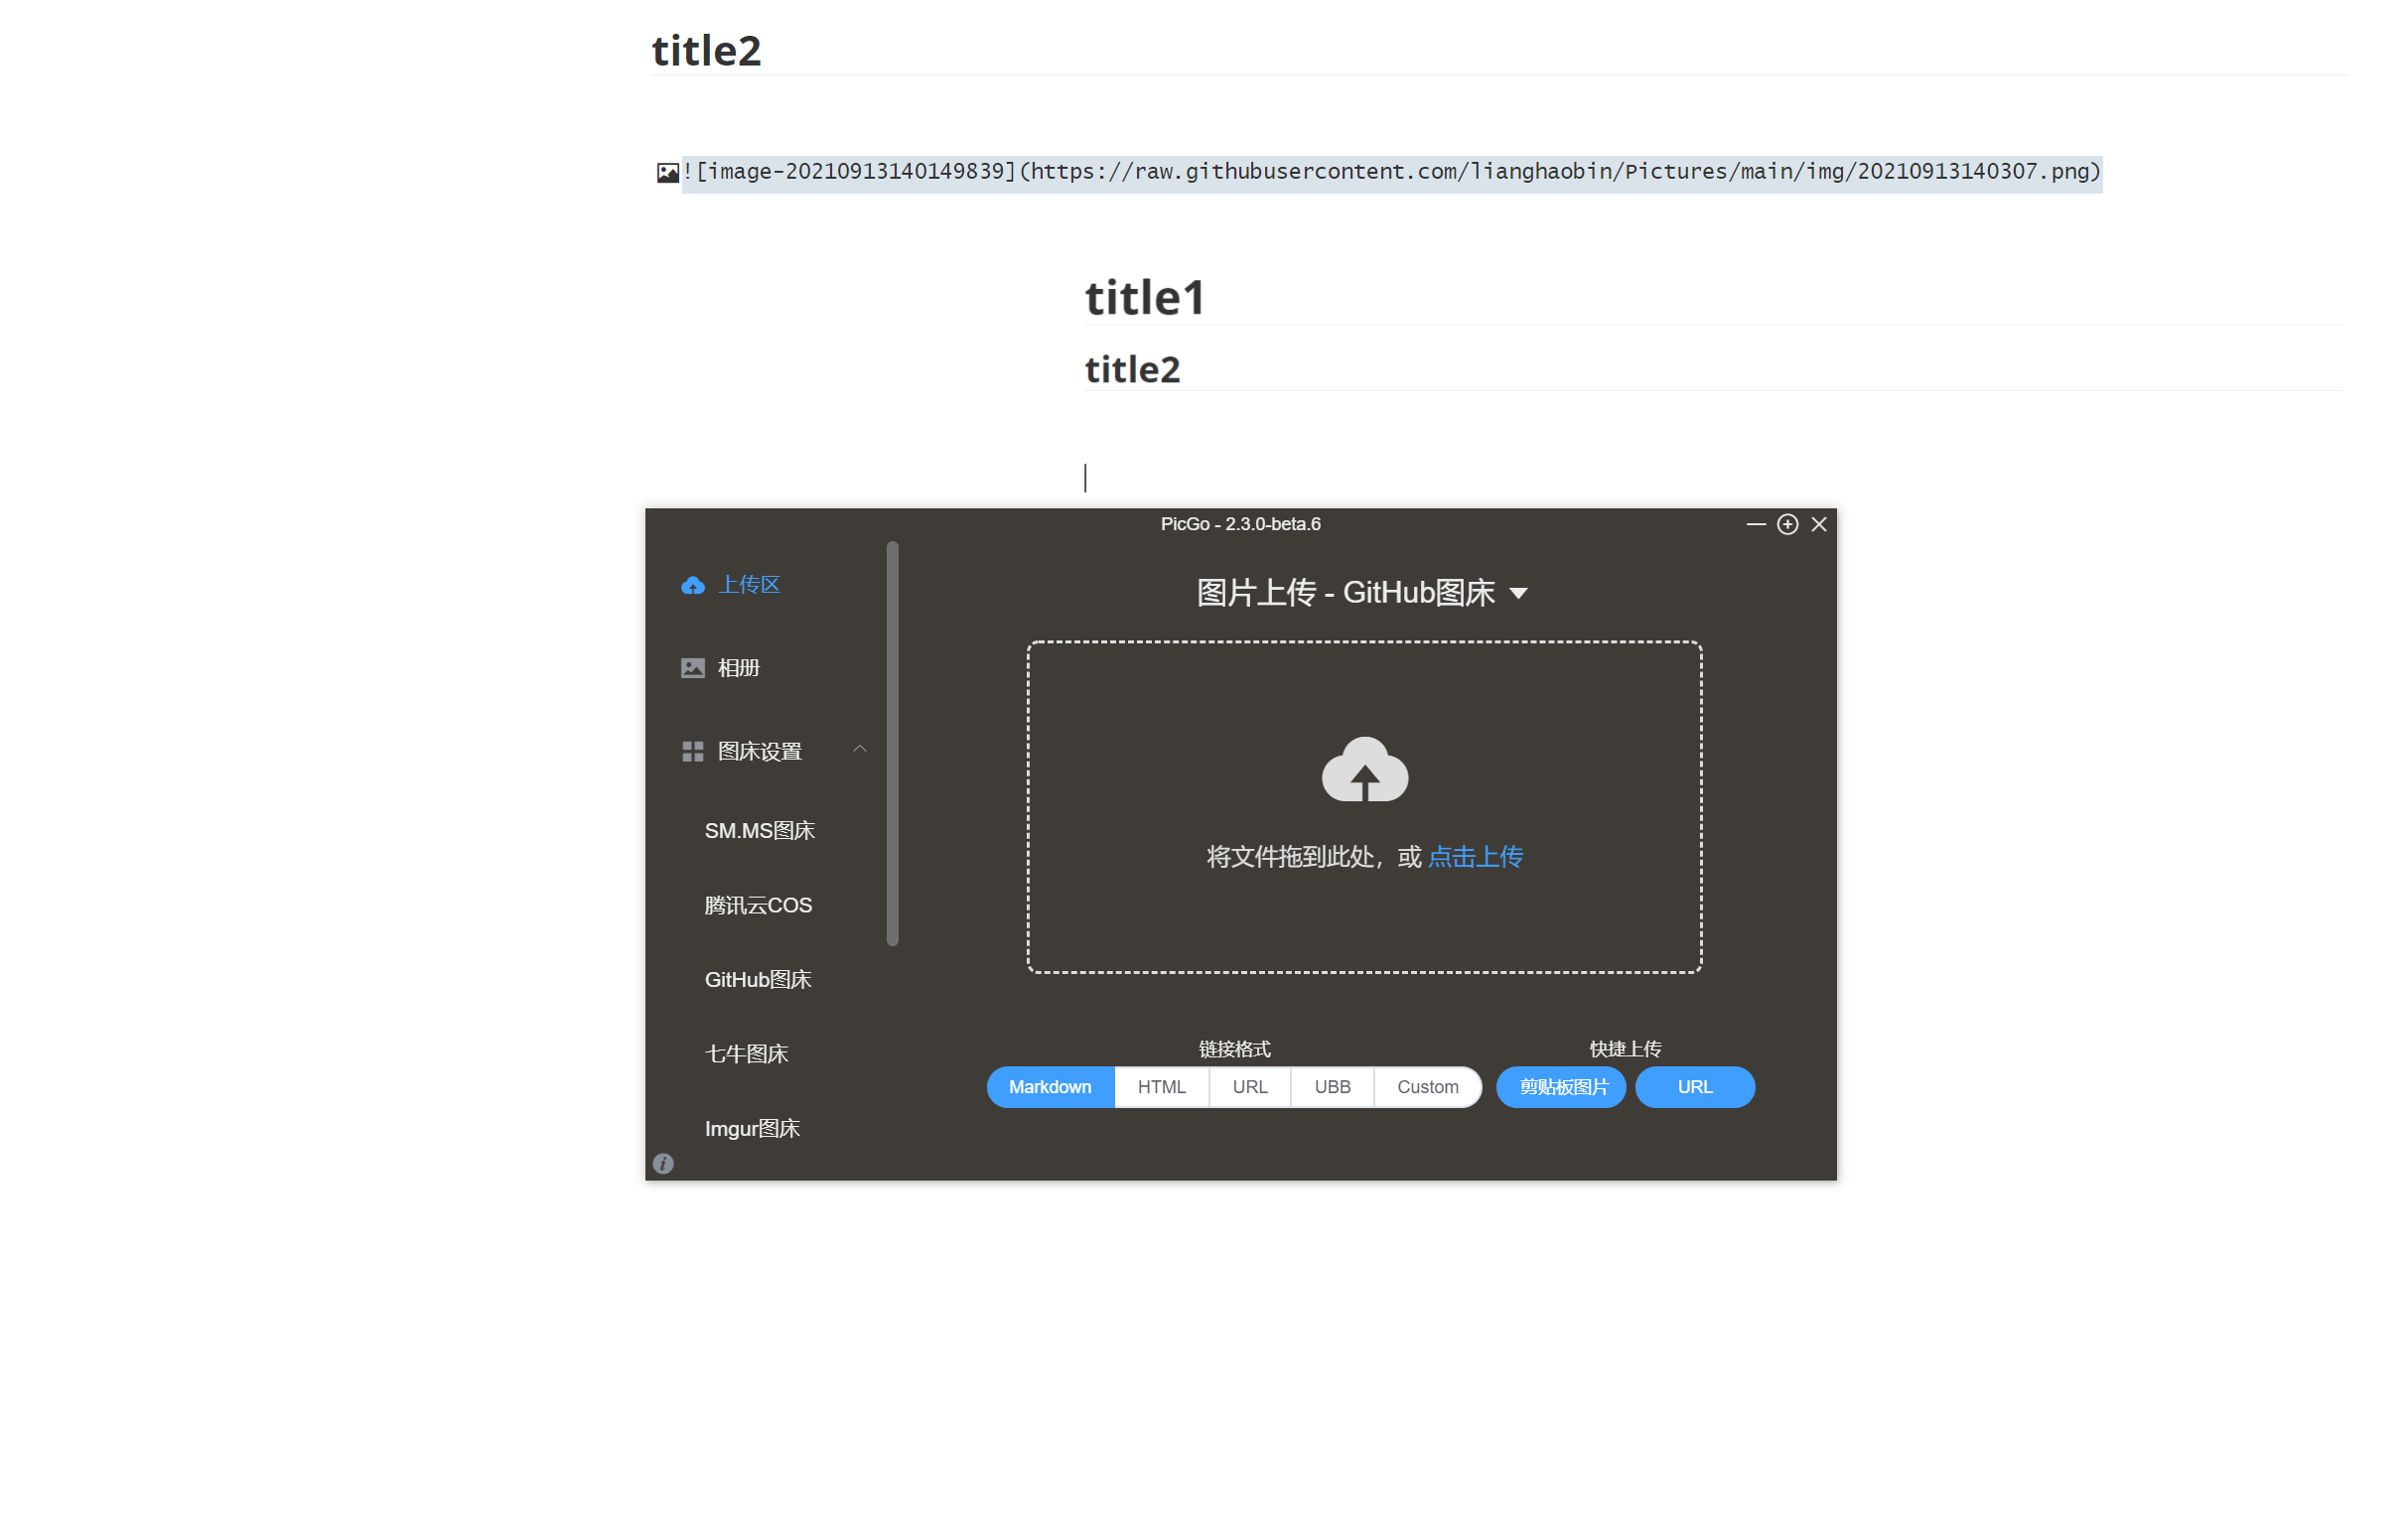 title2
![image-20210913140149839](https://raw.githubusercontent.com/lianghaobin/Pictures/main/img/20210913140307.png)
title1
title2
PicGo - 2.3.0-beta.6
上传区
相册
图床设置
SM.MS图床
腾讯云COS
GitHub图床
七牛图床
Imgur图床
图片上传 - GitHub图床
将文件拖到此处，或 点击上传
链接格式
Markdown HTML URL UBB Custom
快捷上传
剪贴板图片 URL